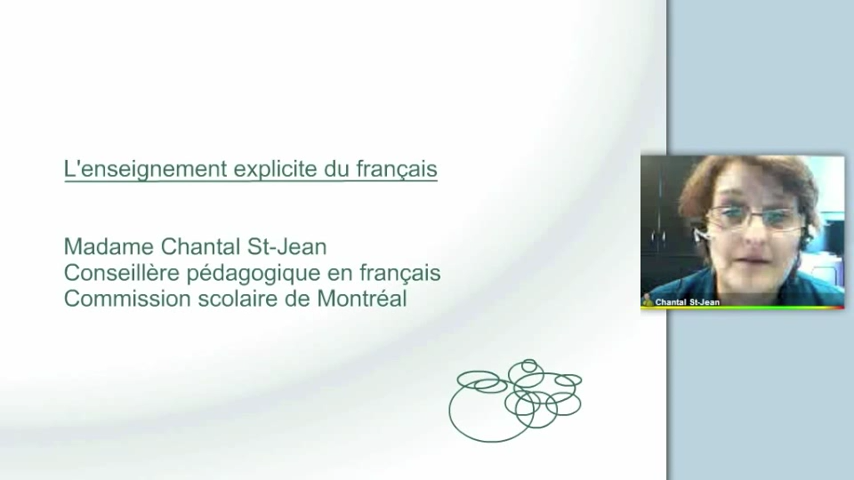 L'enseignement explicite du français
Madame Chantal St-Jean
Conseillère pédagogique en français
Commission scolaire de Montréal
Chantal St-Jean